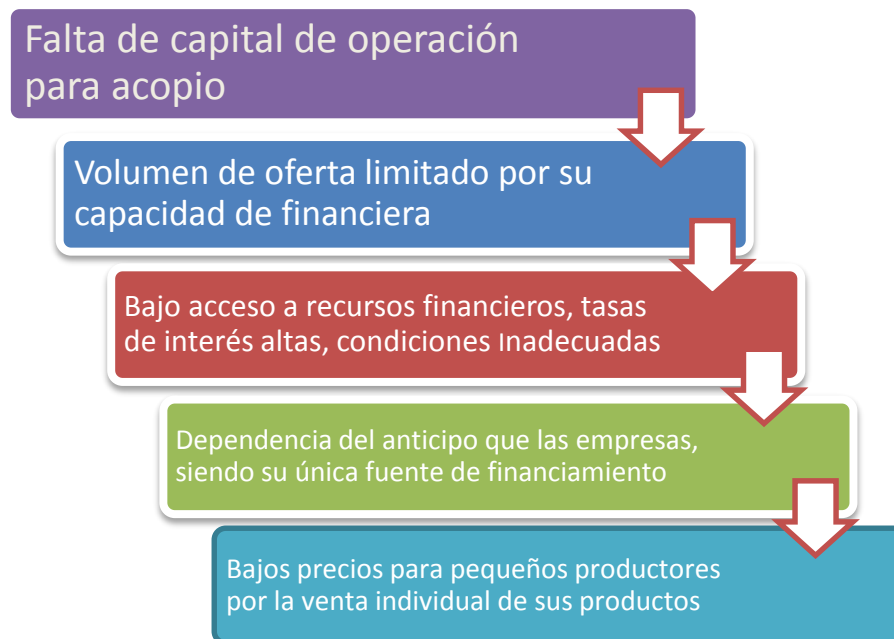 Falta de capital de operación
para acopio
Volumen de oferta limitado por su
capacidad de financiera
Bajo acceso a recursos financieros, tasas
de interés altas, condiciones Inadecuadas
Dependencia del anticipo que las empresas,
siendo su única fuente de financiamiento
Bajos precios para pequeños productores
por la venta individual de sus productos